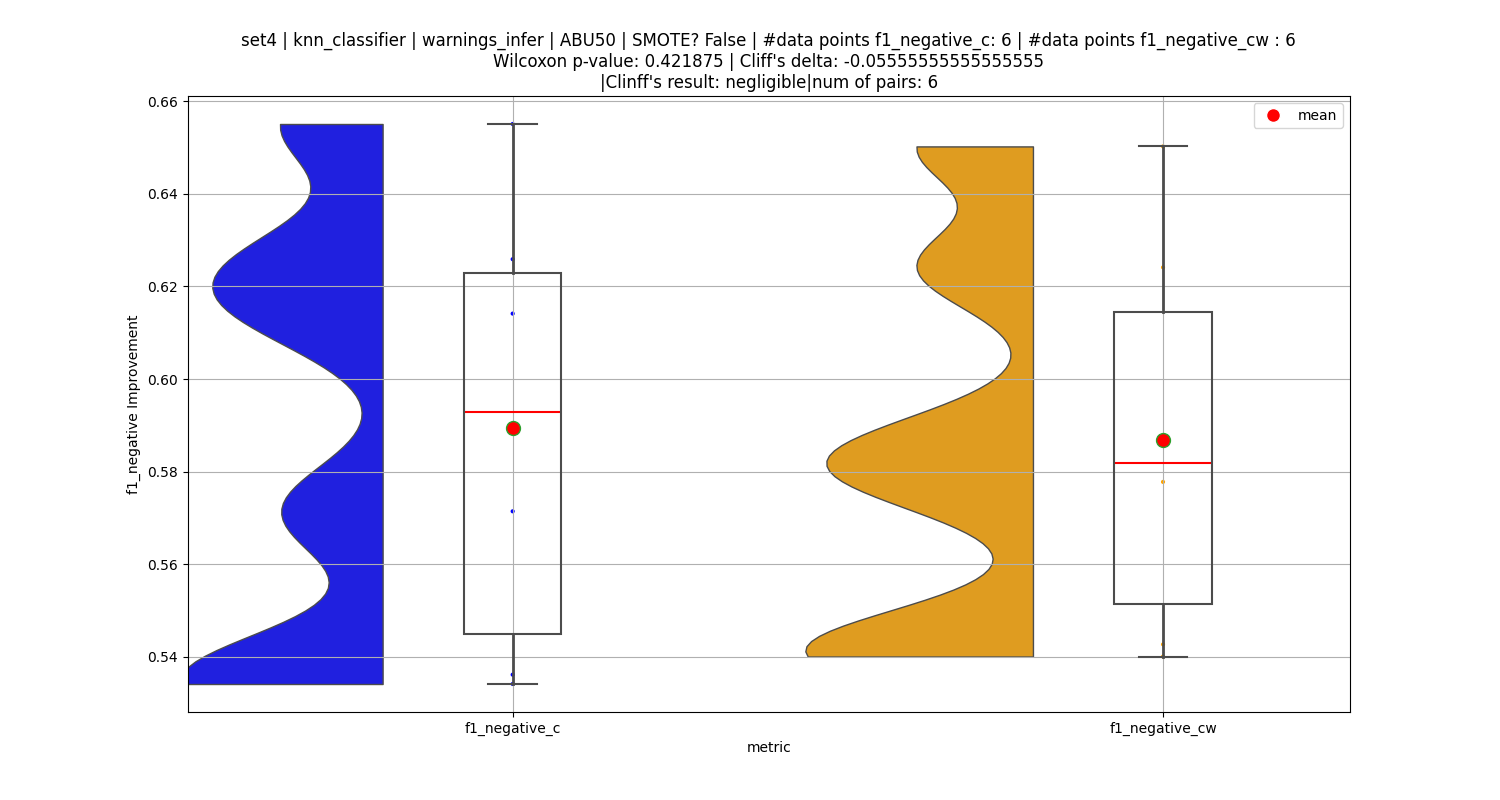 set4 | knn_classifier | warnings_infer | ABU50 | SMOTE? False | #data points f1_negative_c: 6 | #data points f1_negative_cw : 6
Wilcoxon p-value: 0.421875 | Cliff's delta: -0.05555555555555555
|Clinff's result: negligible|num of pairs: 6
mean
f1_negative Improvement
0.66
0.64
0.62
0.60
0.58
0.56
0.54
f1_negative_c
f1_negative_cw
metric